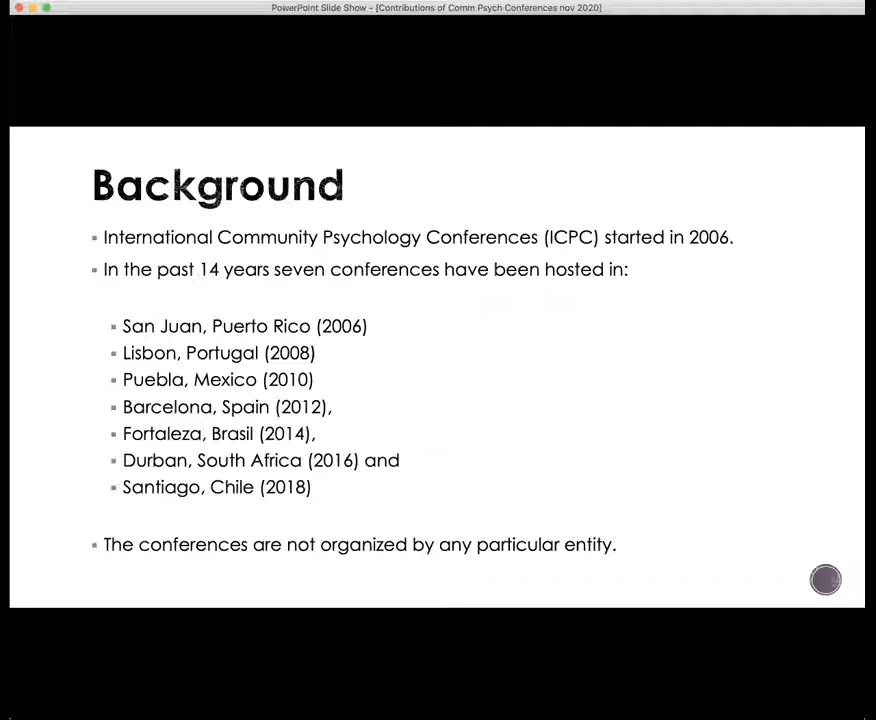 PowerPoint Slide Show - [Contributions of Comm Psych Conferences nov 2020]
Background
International Community Psychology Conferences (ICPC) started in 2006.
In the past 14 years seven conferences have been hosted in:
San Juan, Puerto Rico (2006)
Lisbon, Portugal (2008)
Puebla, Mexico (2010)
Barcelona, Spain (2012),
Fortaleza, Brasil (2014),
Durban, South Africa (2016) and
Santiago, Chile (2018)
The conferences are not organized by any particular entity.